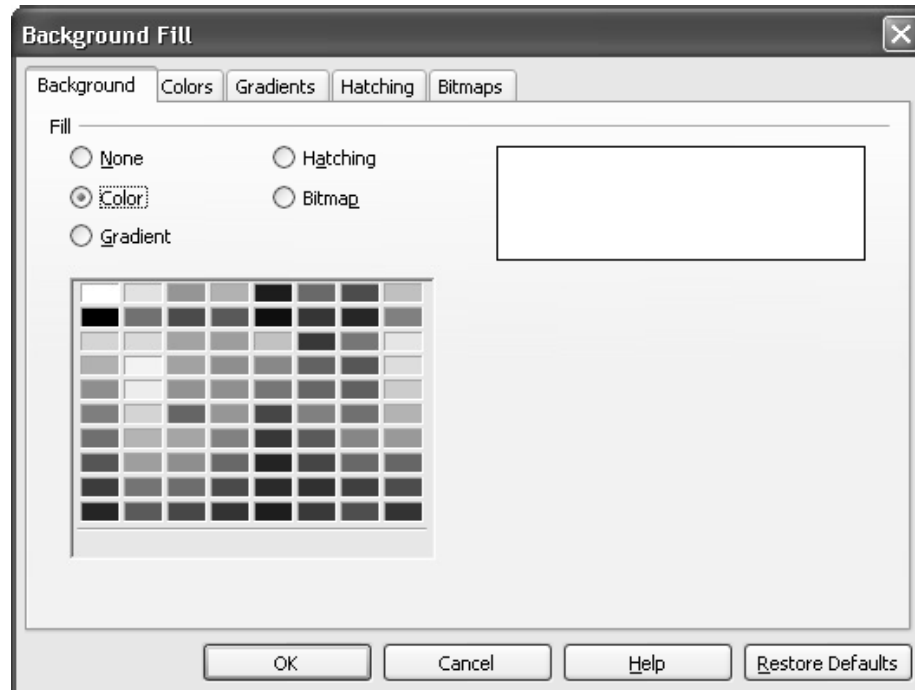 Background Fill
Background Colors Gradients Hatching Bitmaps
Fill
None Hatching
Color Bitmap
Gradient
OK Cancel Help Restore Defaults